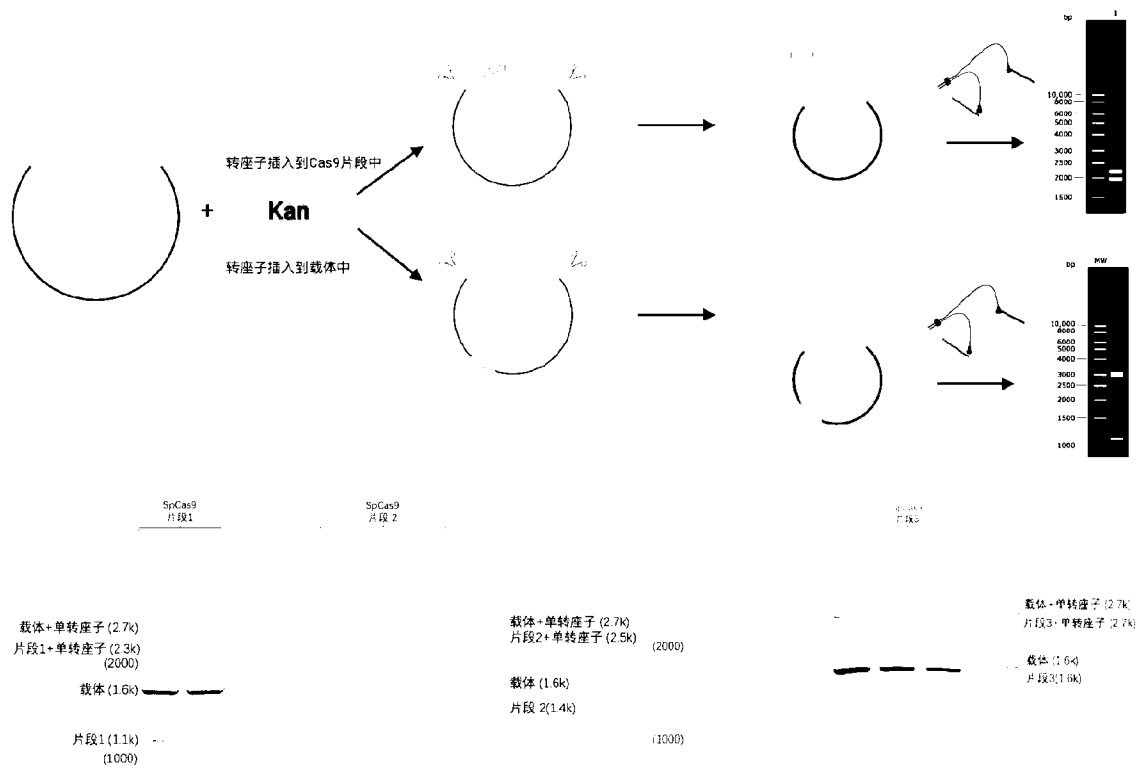 bp
1
10,000
8000
6000
5000
4000
3000
2500
2000
1500
转座子插入到Cas9片段中
+ Kan
转座子插入到载体中
bp MW
10,000
8000
6000
5000
4000
3000
2500
2000
1500
1000
SpCas9
片段1
SpCas9
片段 2
片段3
载体+单转座子 (2.7k)
片段1+单转座子 (2.3k)
(2000)
载体 (1.6k)
片段1 (1.1k)
(1000)
载体+单转座子 (2.7k)
片段2+单转座子 (2.5k)
(2000)
载体 (1.6k)
片段 2(1.4k)
(1000)
载体+单转座子 (2.7k)
片段3+单转座子 (2.7k)
载体 (1.6k)
片段3(1.6k)